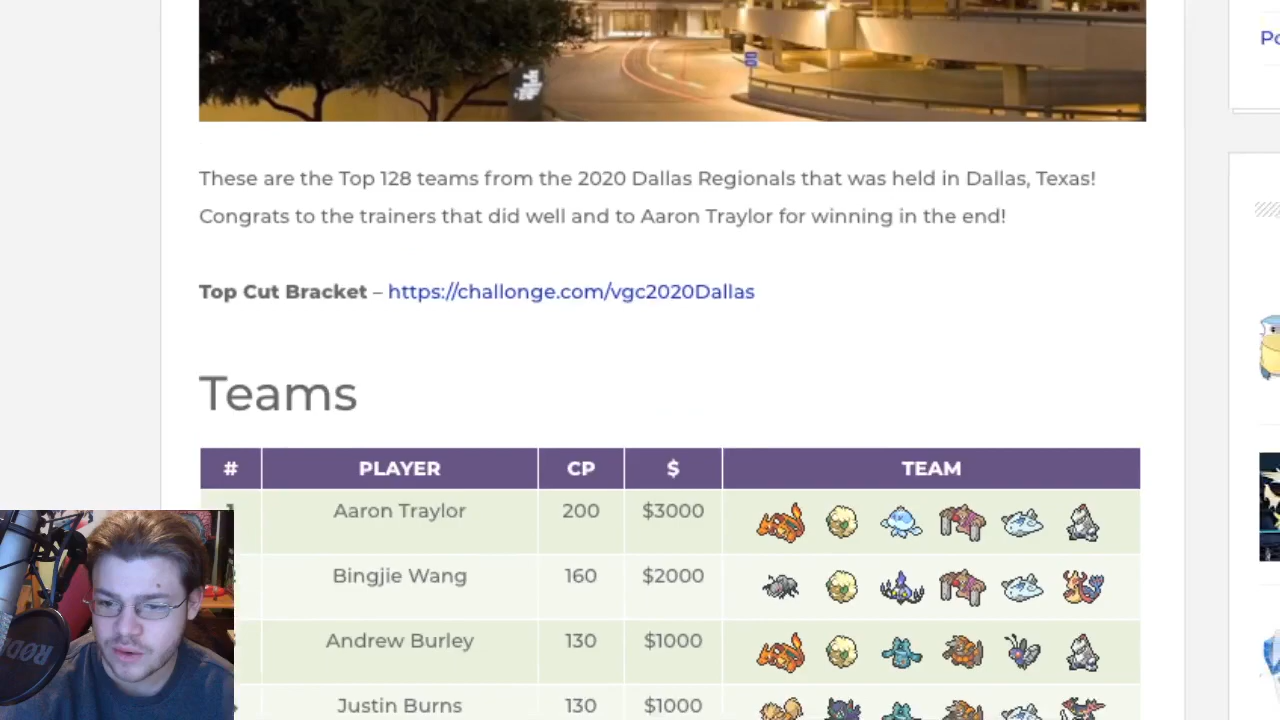 Po
These are the Top 128 teams from the 2020 Dallas Regionals that was held in Dallas, Texas!
Congrats to the trainers that did well and to Aaron Traylor for winning in the end!
Top Cut Bracket – https://challonge.com/vgc2020Dallas
Teams
# PLAYER CP $ TEAM
Aaron Traylor 200 $3000
Bingjie Wang 160 $2000
Andrew Burley 130 $1000
Justin Burns 130 $1000
RODE